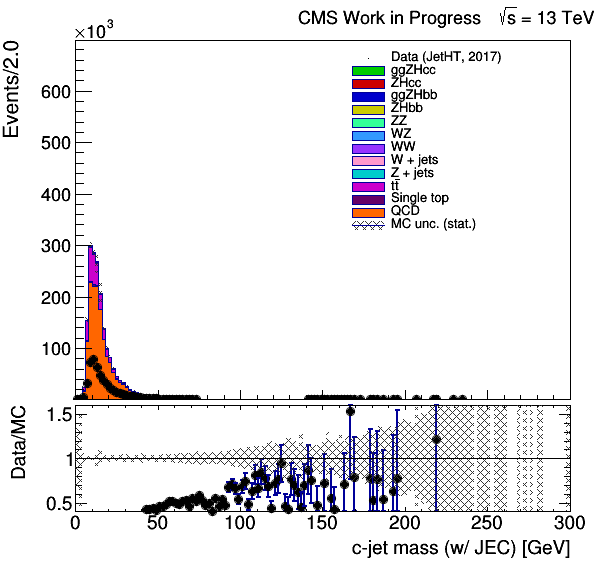 CMS Work in Progress √s = 13 TeV
×10³
Events/2.0
Data (JetHT, 2017)
ggZHcc
ZHcc
ggZHbb
ZHbb
ZZ
WZ
WW
W + jets
Z + jets
tt̄
Single top
QCD
MC unc. (stat.)
600
500
400
300
200
100
Data/MC
1.5
1
0.5
0 50 100 150 200 250 300
c-jet mass (w/ JEC) [GeV]